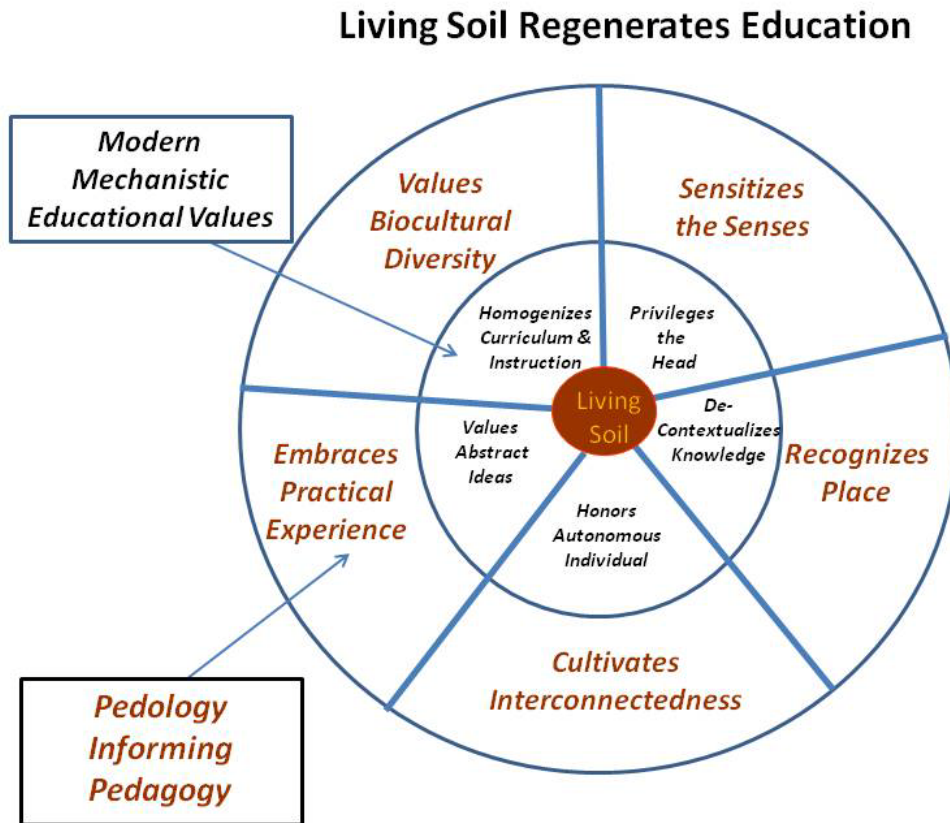 Living Soil Regenerates Education
Modern
Mechanistic
Educational Values
Values
Biocultural
Diversity
Sensitizes
the Senses
Homogenizes
Curriculum &
Instruction
Privileges
the
Head
Living
Soil
De-
Contextualizes
Knowledge
Values
Abstract
Ideas
Honors
Autonomous
Individual
Embraces
Practical
Experience
Recognizes
Place
Cultivates
Interconnectedness
Pedology
Informing
Pedagogy